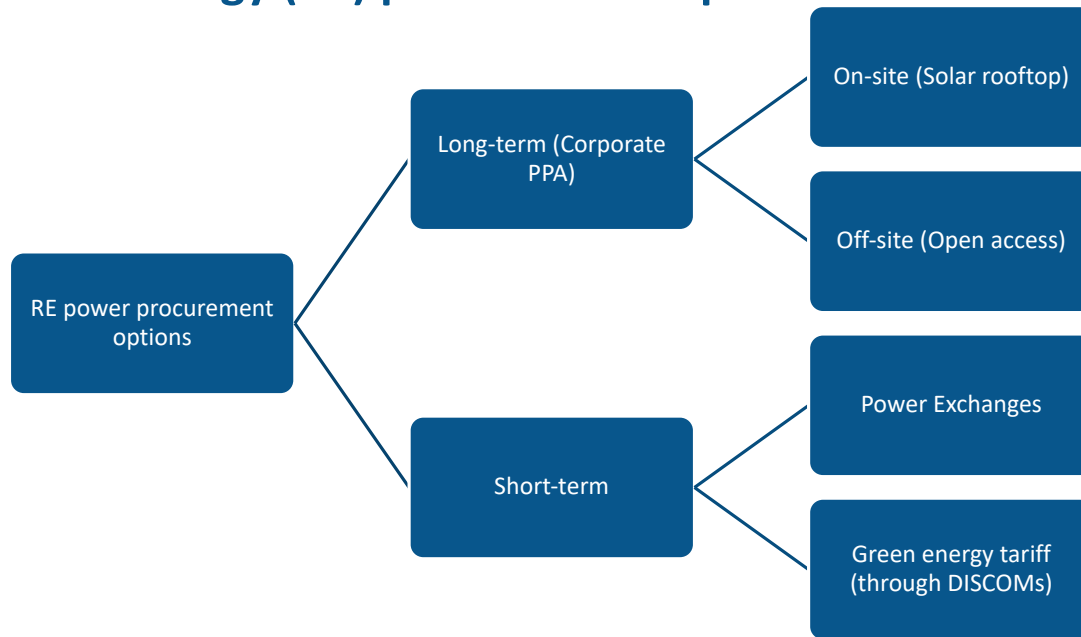 On-site (Solar rooftop)
Long-term (Corporate
PPA)
Off-site (Open access)
RE power procurement
options
Power Exchanges
Short-term
Green energy tariff
(through DISCOMs)